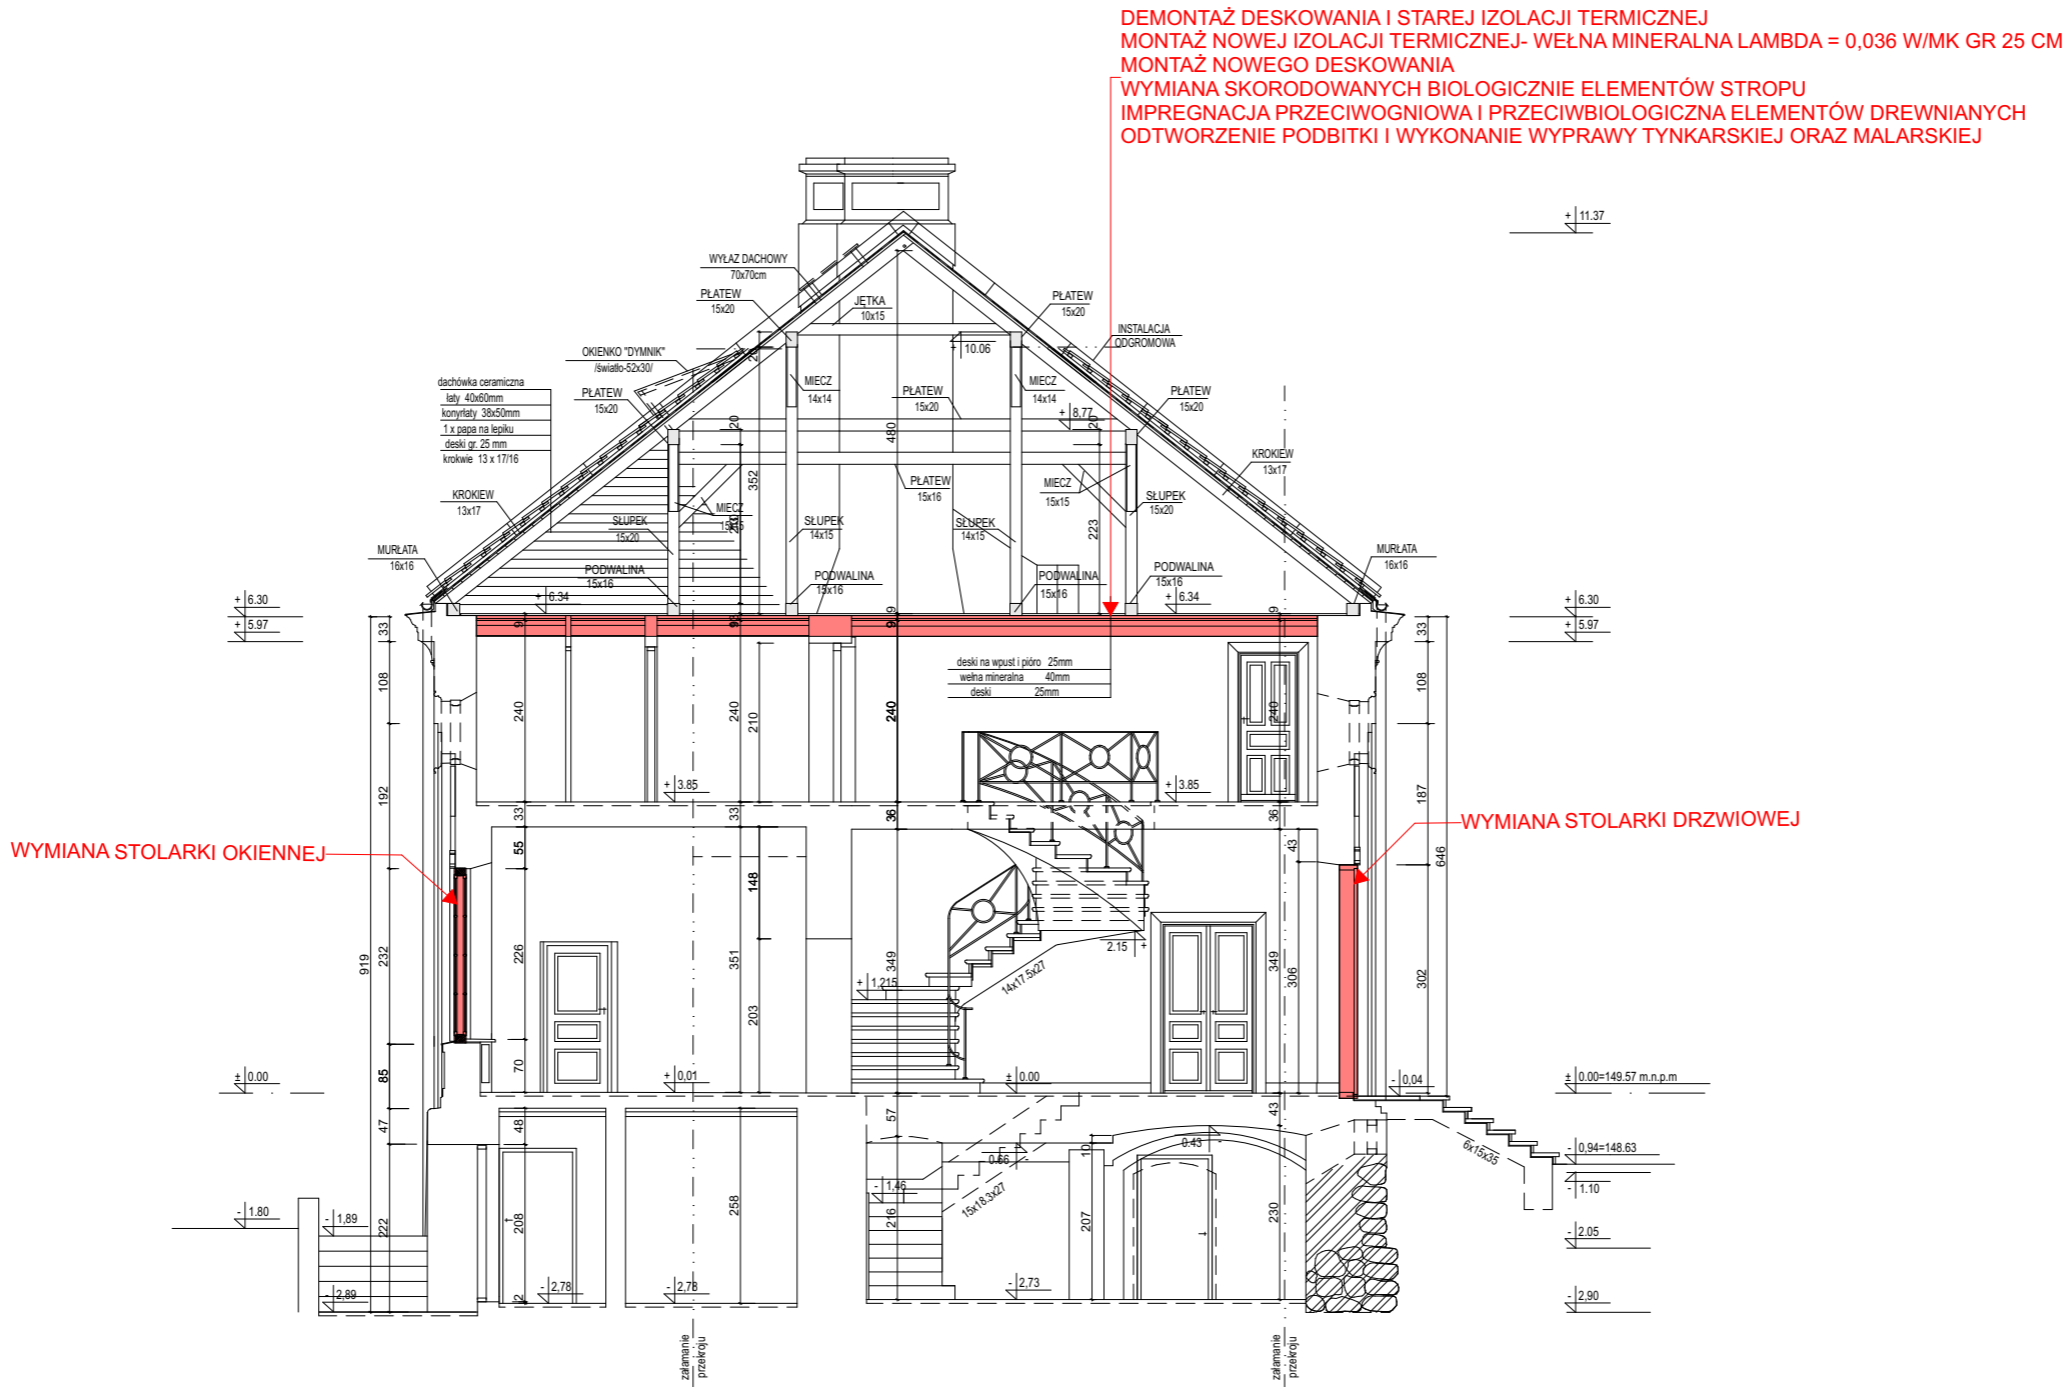 DEMONTAŻ DESKOWANIA I STAREJ IZOLACJI TERMICZNEJ
MONTAŻ NOWEJ IZOLACJI TERMICZNEJ- WEŁNA MINERALNA LAMBDA = 0,036 W/MK GR 25 CM
MONTAŻ NOWEGO DESKOWANIA
WYMIANA SKORODOWANYCH BIOLOGICZNIE ELEMENTÓW STROPU
IMPREGNACJA PRZECIWOGNIOWA I PRZECIWBIOLOGICZNA ELEMENTÓW DREWNIANYCH
ODTWORZENIE PODBITKI I WYKONANIE WYPRAWY TYNKARSKIEJ ORAZ MALARSKIEJ
+ 11.37
WYŁAZ DACHOWY
70x70cm
PŁATEW
15x20
JĘTKA
10x15
PŁATEW
15x20
INSTALACJA
ODGROMOWA
+ 10.06
20
OKIENKO "DYMNIK"
/światło-52x30/
dachówka ceramiczna
łaty 40x60mm
konyrłaty 38x50mm
1 x papa na lepiku
deski gr. 25 mm
krokwie 13 x 17/16
PŁATEW
15x20
MIECZ
14x14
PŁATEW
15x20
MIECZ
14x14
PŁATEW
15x20
+ 8,77
20
480
20
KROKIEW
13x17
352
PŁATEW
15x16
MIECZ
15x15
SŁUPEK
15x20
KROKIEW
13x17
MIECZ
SŁUPEK
15x20
SŁUPEK
14x15
SŁUPEK
14x15
223
MURŁATA
16x16
MURŁATA
16x16
PODWALINA
15x16
PODWALINA
15x16
PODWALINA
15x16
PODWALINA
15x16
+ 6.30
+ 5.97
+ 6.34
+ 6.34
+ 6.30
+ 5.97
33
9
9
9
9
33
deski na wpust i pióro 25mm
wełna mineralna 40mm
deski 25mm
108
240
240
210
240
240
108
192
+ 3.85
+ 3.85
187
33
33
36
36
WYMIANA STOLARKI OKIENNEJ
WYMIANA STOLARKI DRZWIOWEJ
55
148
43
646
919
232
226
351
349
2.15 +
349
306
302
+ 1,215
14x17.5x27
203
85
70
± 0.00
+ 0,01
± 0.00
- 0,04
± 0.00=149.57 m.n.p.m
47
48
57
43
10
0.66 -
0.43 -
6x15x35
- 0,94=148.63
- 1.10
- 1,46
15x18.3x27
- 1.80
- 1,89
222
208
258
216
207
230
- 2.05
- 2,89
2
- 2,78
- 2,78
- 2,73
- 2,90
załamanie
przekroju
załamanie
przekroju